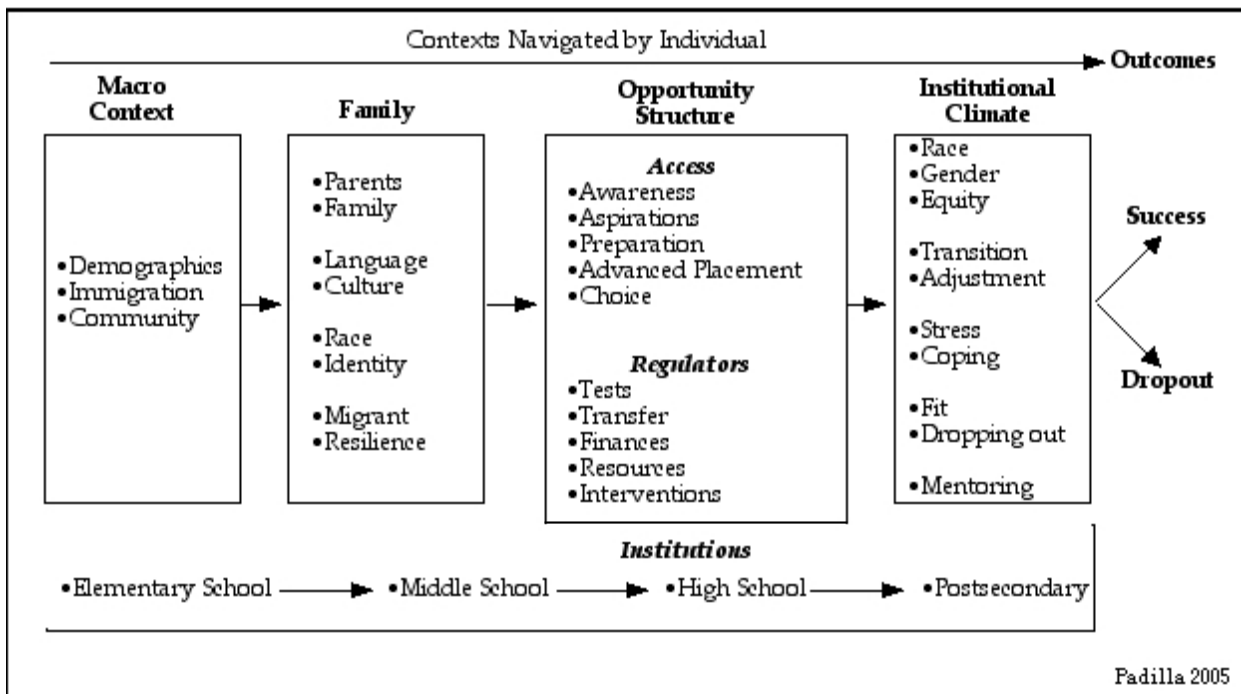 Contexts Navigated by Individual
Outcomes
Macro
Context
Family
Opportunity
Structure
Institutional
Climate
•Demographics
•Immigration
•Community
•Parents
•Family
•Language
•Culture
•Race
•Identity
•Migrant
•Resilience
Access
•Awareness
•Aspirations
•Preparation
•Advanced Placement
•Choice
Regulators
•Tests
•Transfer
•Finances
•Resources
•Interventions
•Race
•Gender
•Equity
•Transition
•Adjustment
•Stress
•Coping
•Fit
•Dropping out
•Mentoring
Success
Dropout
Institutions
•Elementary School
•Middle School
•High School
•Postsecondary
Padilla 2005